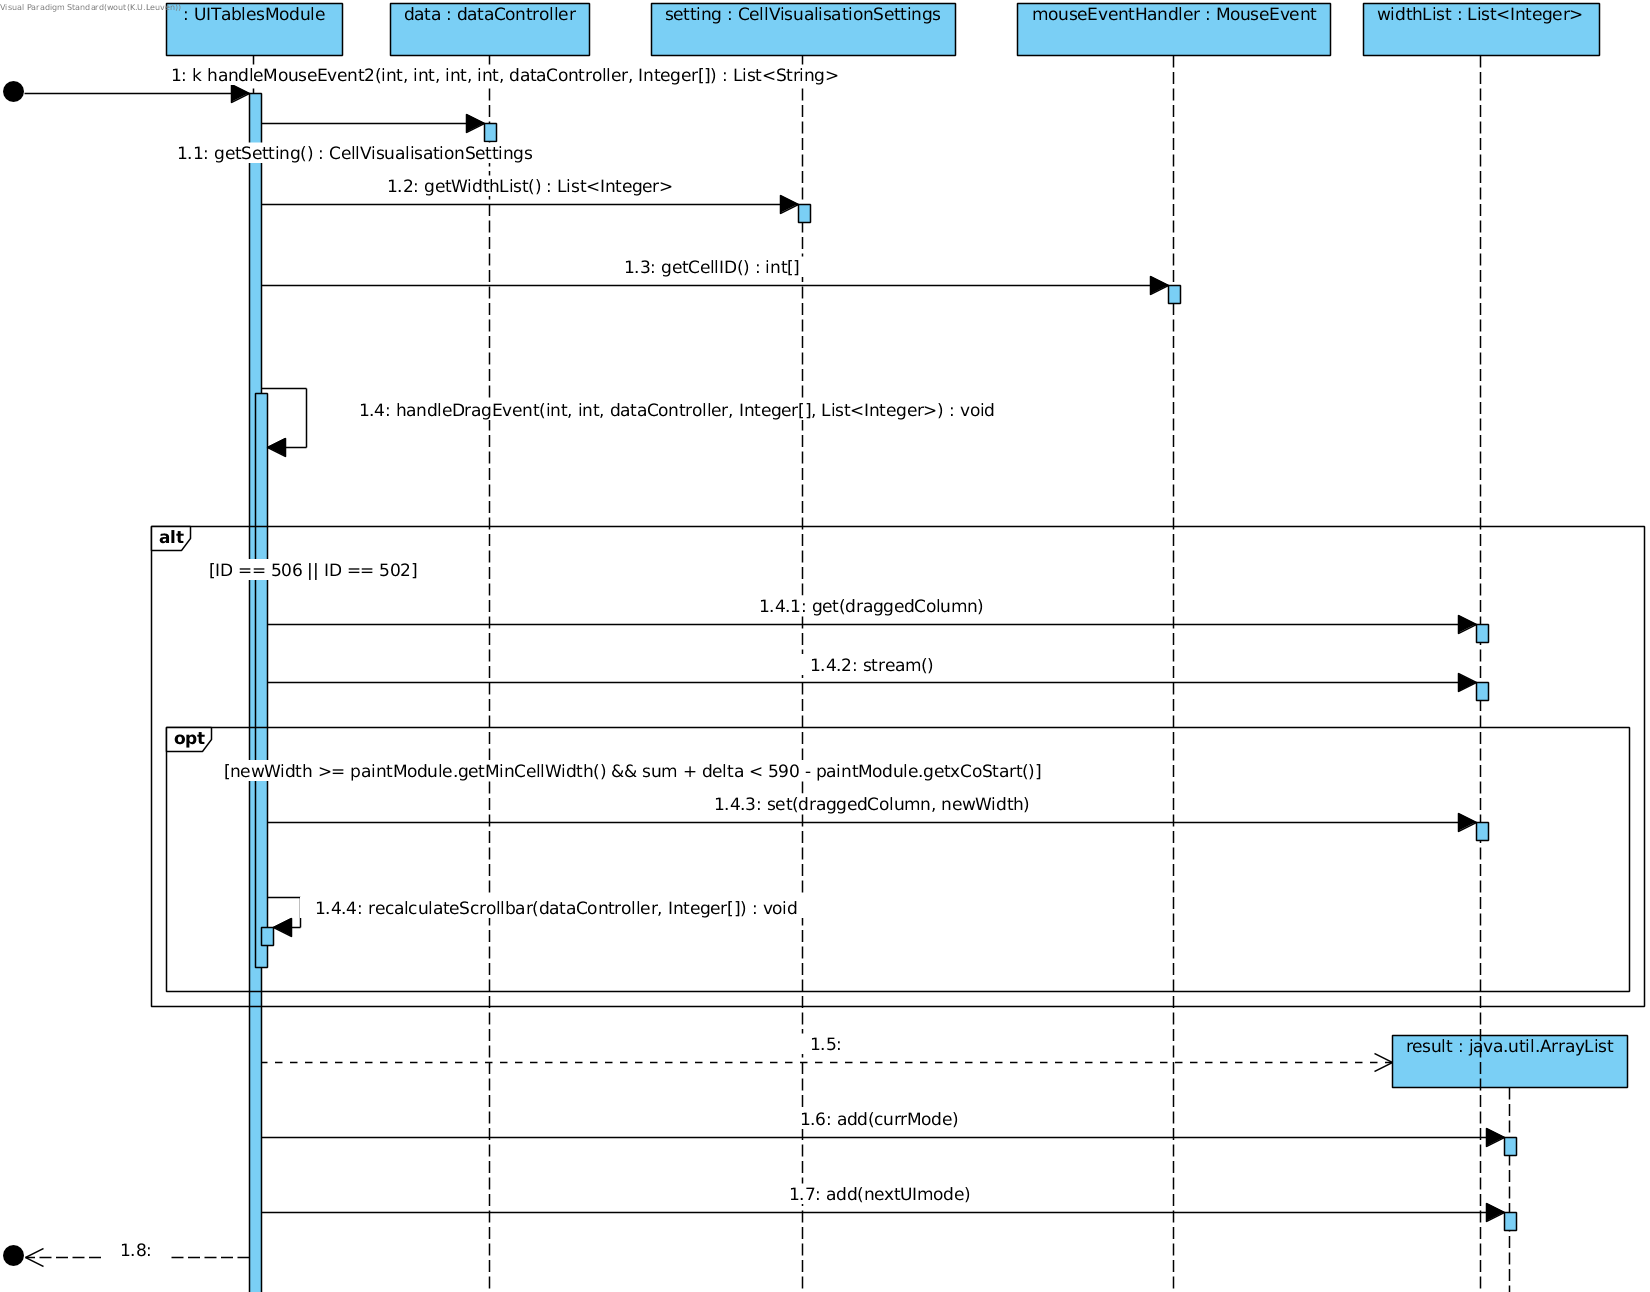 Visual Paradigm Standard(wout(K.U.Leuven))
: UITablesModule
data : dataController
setting : CellVisualisationSettings
mouseEventHandler : MouseEvent
widthList : List<Integer>
1: k handleMouseEvent2(int, int, int, int, dataController, Integer[]) : List<String>
1.1: getSetting() : CellVisualisationSettings
1.2: getWidthList() : List<Integer>
1.3: getCellID() : int[]
1.4: handleDragEvent(int, int, dataController, Integer[], List<Integer>) : void
alt
[ID == 506 || ID == 502]
1.4.1: get(draggedColumn)
1.4.2: stream()
opt
[newWidth >= paintModule.getMinCellWidth() && sum + delta < 590 - paintModule.getxCoStart()]
1.4.3: set(draggedColumn, newWidth)
1.4.4: recalculateScrollbar(dataController, Integer[]) : void
1.5:
result : java.util.ArrayList
1.6: add(currMode)
1.7: add(nextUImode)
1.8: